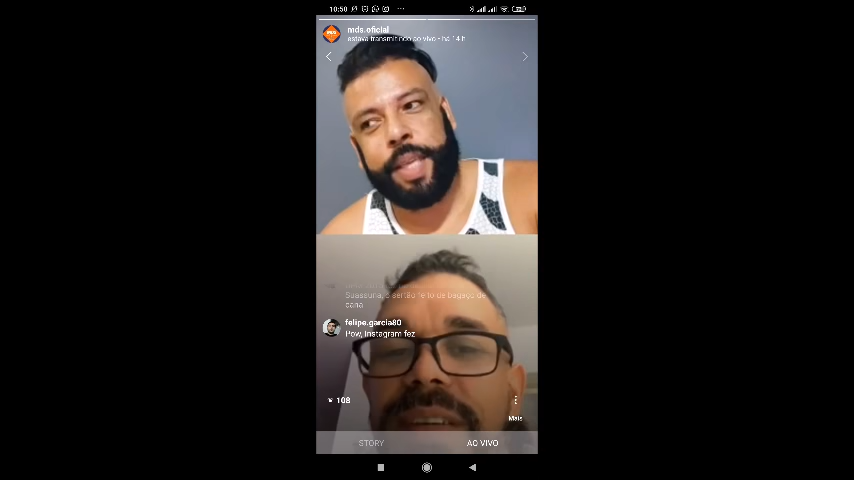 10:50
mds.oficial
estava transmitindo ao vivo • há 14 h
Suassuna, o sertão feito de bagaço de
cana
felipe.garcia80
Pow, Instagram fez
108
Mais
STORY
AO VIVO